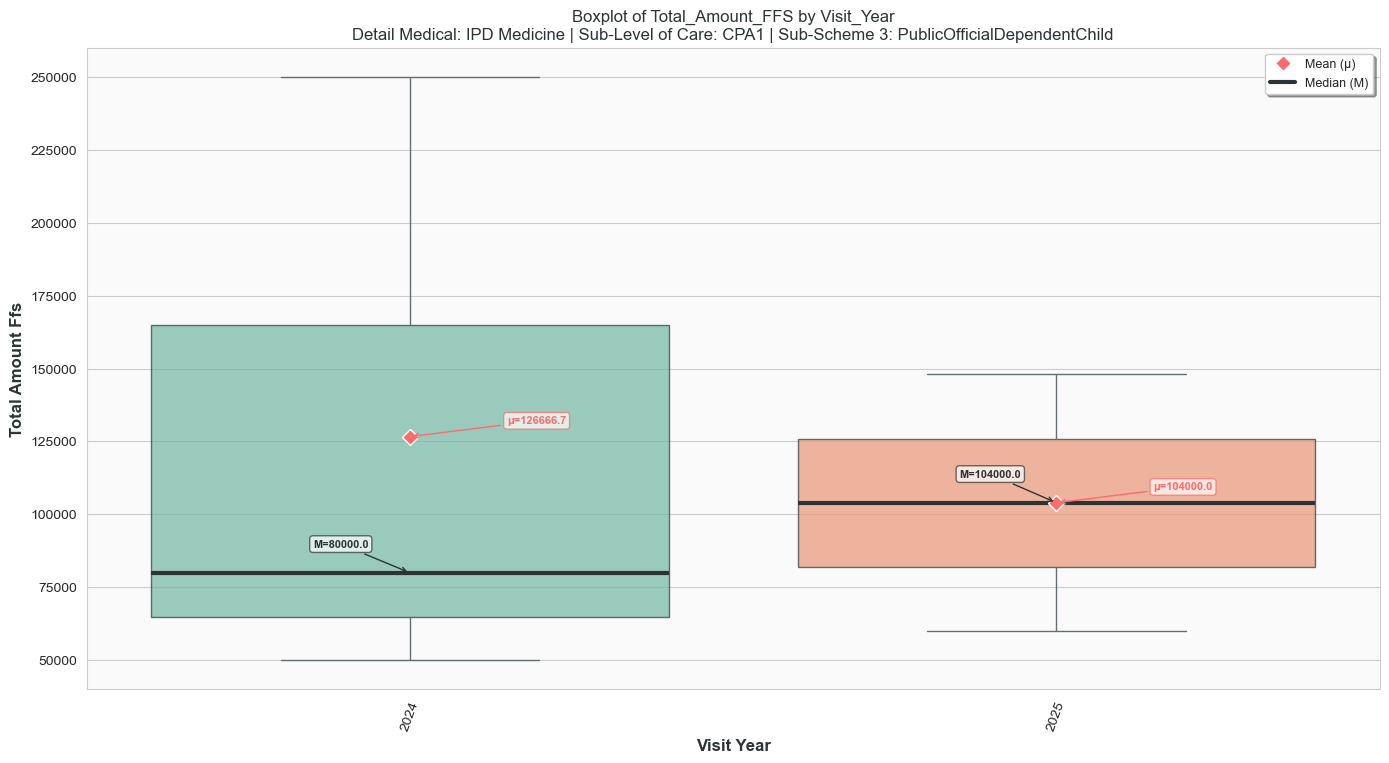 Boxplot of Total_Amount_FFS by Visit_Year
Detail Medical: IPD Medicine | Sub-Level of Care: CPA1 | Sub-Scheme 3: PublicOfficialDependentChild
Mean (μ)
Median (M)
Total Amount Ffs
250000
225000
200000
175000
150000
125000
100000
75000
50000
μ=126666.7
M=80000.0
M=104000.0
μ=104000.0
2024
2025
Visit Year